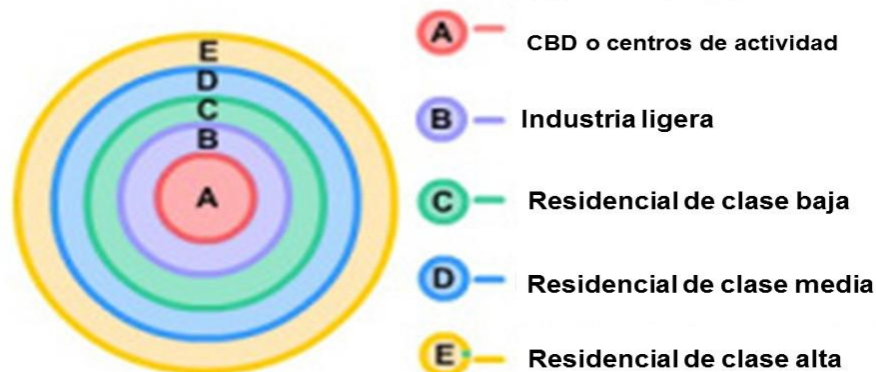 E
D
C
B
A
A CBD o centros de actividad
B Industria ligera
C Residencial de clase baja
D Residencial de clase media
E Residencial de clase alta